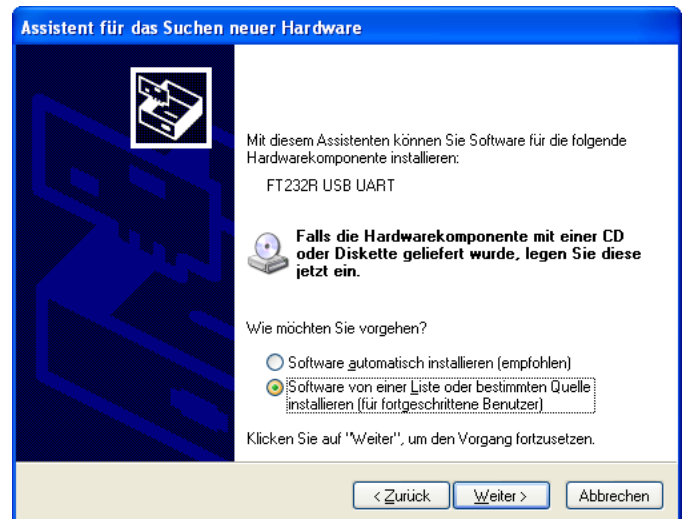 Assistent für das Suchen neuer Hardware
Mit diesem Assistenten können Sie Software für die folgende
Hardwarekomponente installieren:
FT232R USB UART
Falls die Hardwarekomponente mit einer CD
oder Diskette geliefert wurde, legen Sie diese
jetzt ein.
Wie möchten Sie vorgehen?
Software automatisch installieren (empfohlen)
Software von einer Liste oder bestimmten Quelle
installieren (für fortgeschrittene Benutzer)
Klicken Sie auf "Weiter", um den Vorgang fortzusetzen.
< Zurück Weiter > Abbrechen